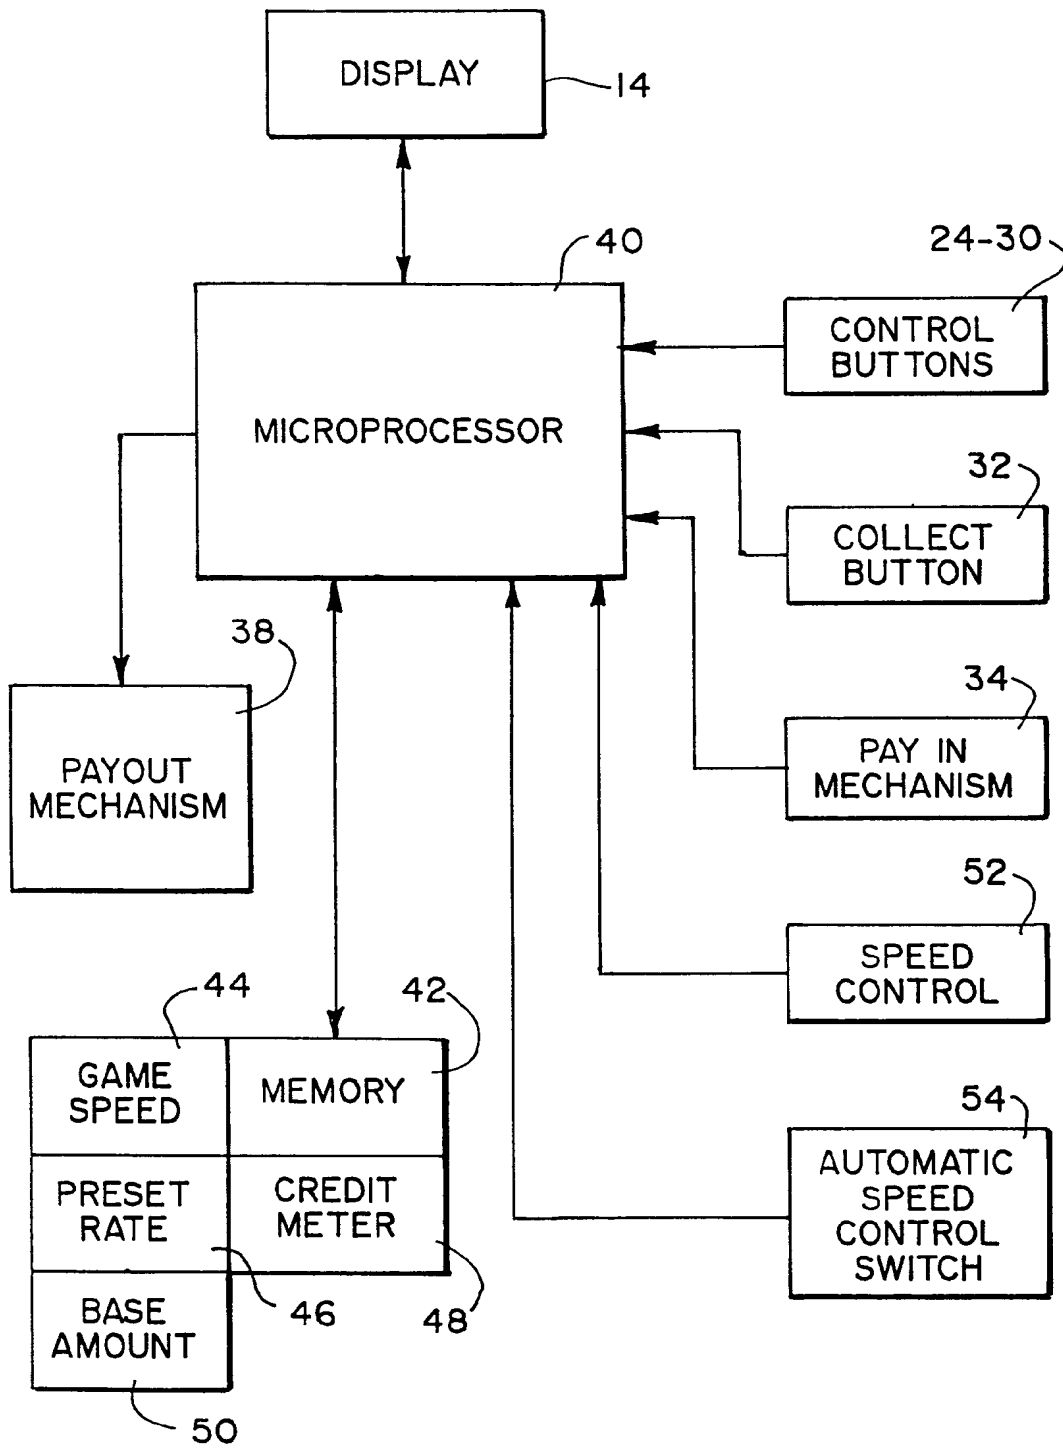 DISPLAY
14
40
24-30
CONTROL
BUTTONS
MICROPROCESSOR
32
COLLECT
BUTTON
38
34
PAYOUT
MECHANISM
PAY IN
MECHANISM
52
SPEED
CONTROL
44
42
GAME
SPEED
MEMORY
54
AUTOMATIC
SPEED
CONTROL
SWITCH
PRESET
RATE
CREDIT
METER
46
48
BASE
AMOUNT
50